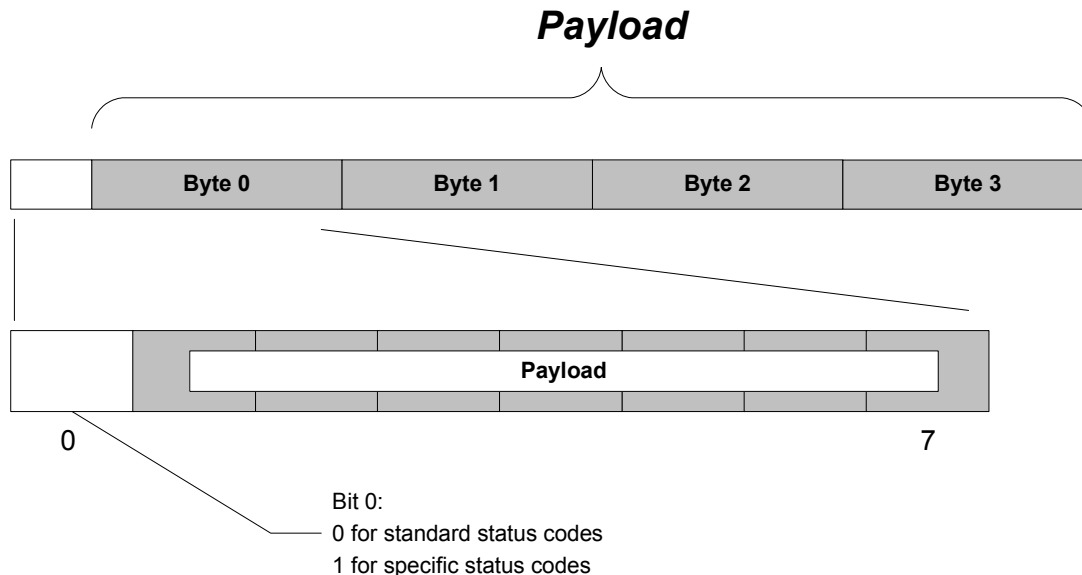 Payload
Byte 0 Byte 1 Byte 2 Byte 3
Payload
0 7
Bit 0:
0 for standard status codes
1 for specific status codes